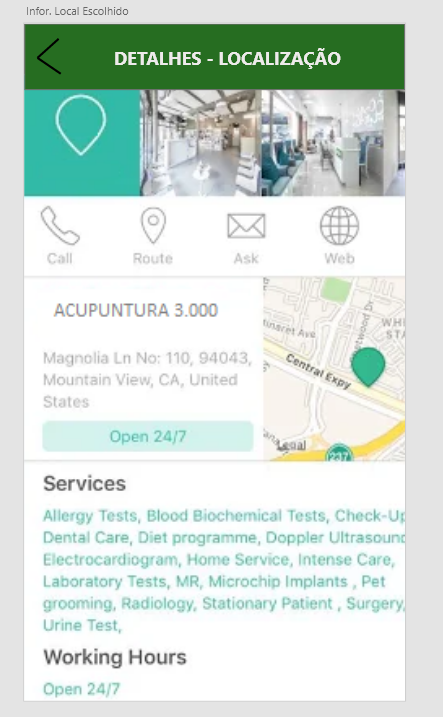 Infor. Local Escolhido
DETALHES - LOCALIZAÇÃO
Call
Route
Ask
Web
ACUPUNTURA 3.000
Magnolia Ln No: 110, 94043,
Mountain View, CA, United
States
Open 24/7
Central Expy
Legal
237
Services
Allergy Tests, Blood Biochemical Tests, Check-Up
Dental Care, Diet programme, Doppler Ultrasound
Electrocardiogram, Home Service, Intense Care,
Laboratory Tests, MR, Microchip Implants , Pet
grooming, Radiology, Stationary Patient , Surgery,
Urine Test,
Working Hours
Open 24/7